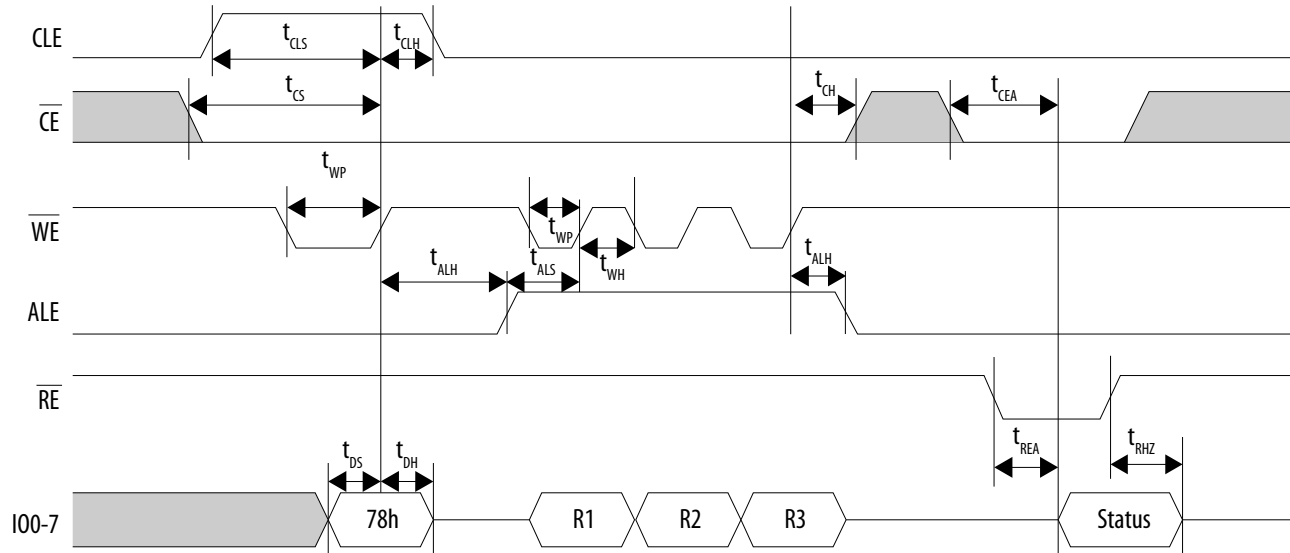 CLE
tCLS
tCLH
CE
tCS
tCH
tCEA
WE
tWP
tWP
tWH
tALH
tALS
tALH
ALE
RE
tREA
tRHZ
tDS
tDH
I00-7
78h
R1
R2
R3
Status